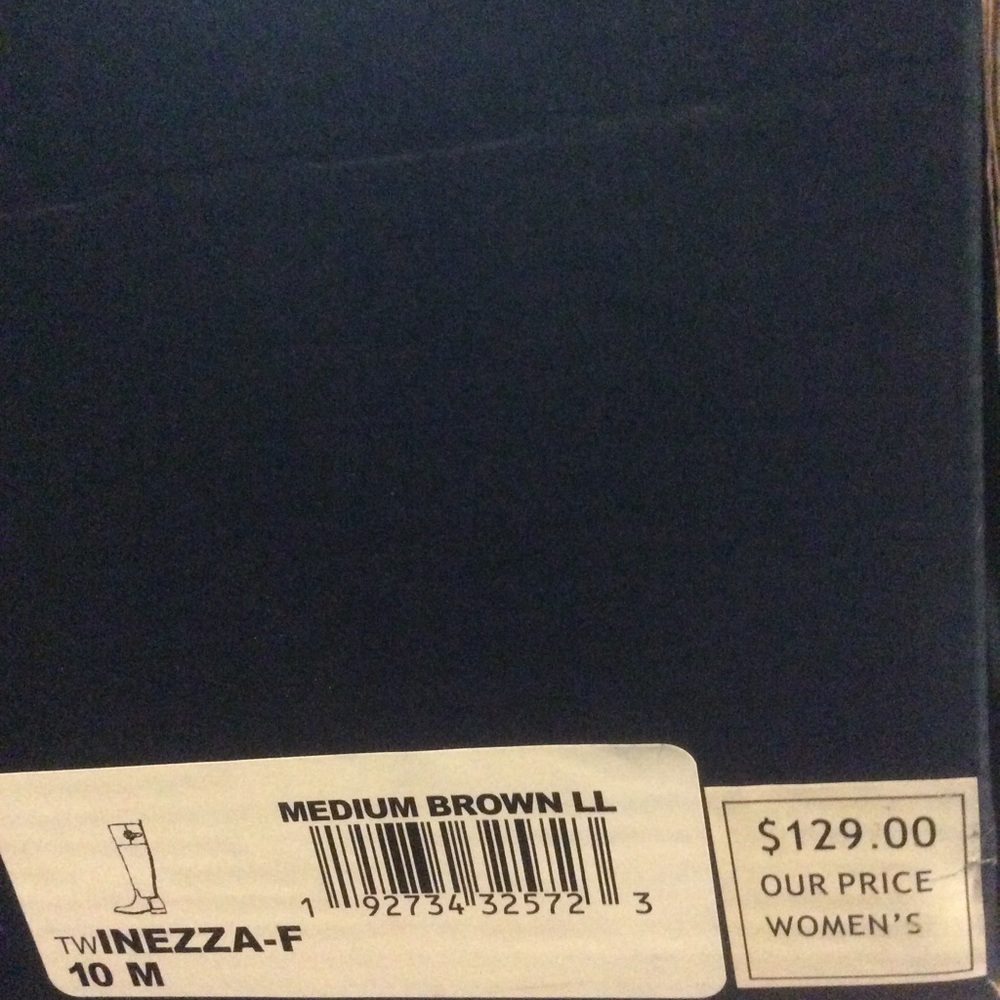 MEDIUM BROWN LL
1 92734 32572 3
TWINEZZA-F
10 M
$129.00
OUR PRICE
WOMEN'S